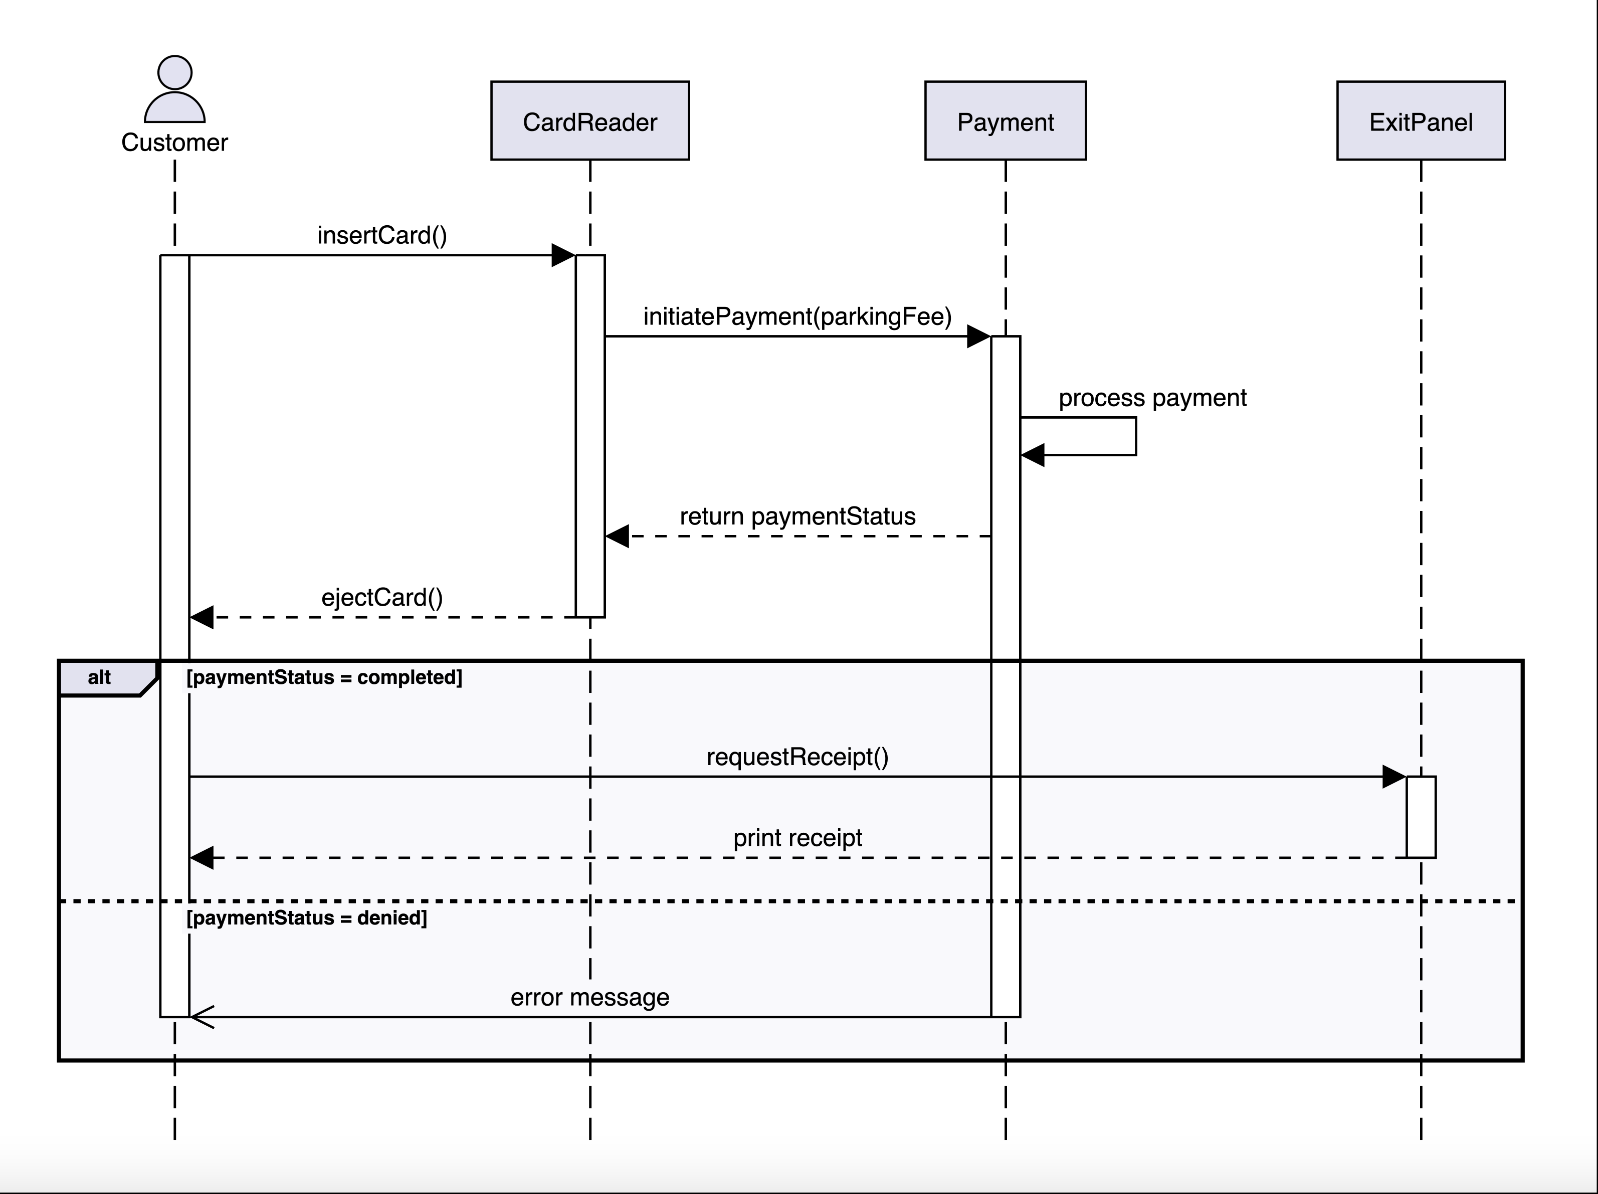 Customer
CardReader
Payment
ExitPanel
insertCard()
initiatePayment(parkingFee)
process payment
return paymentStatus
ejectCard()
alt
[paymentStatus = completed]
requestReceipt()
print receipt
[paymentStatus = denied]
error message